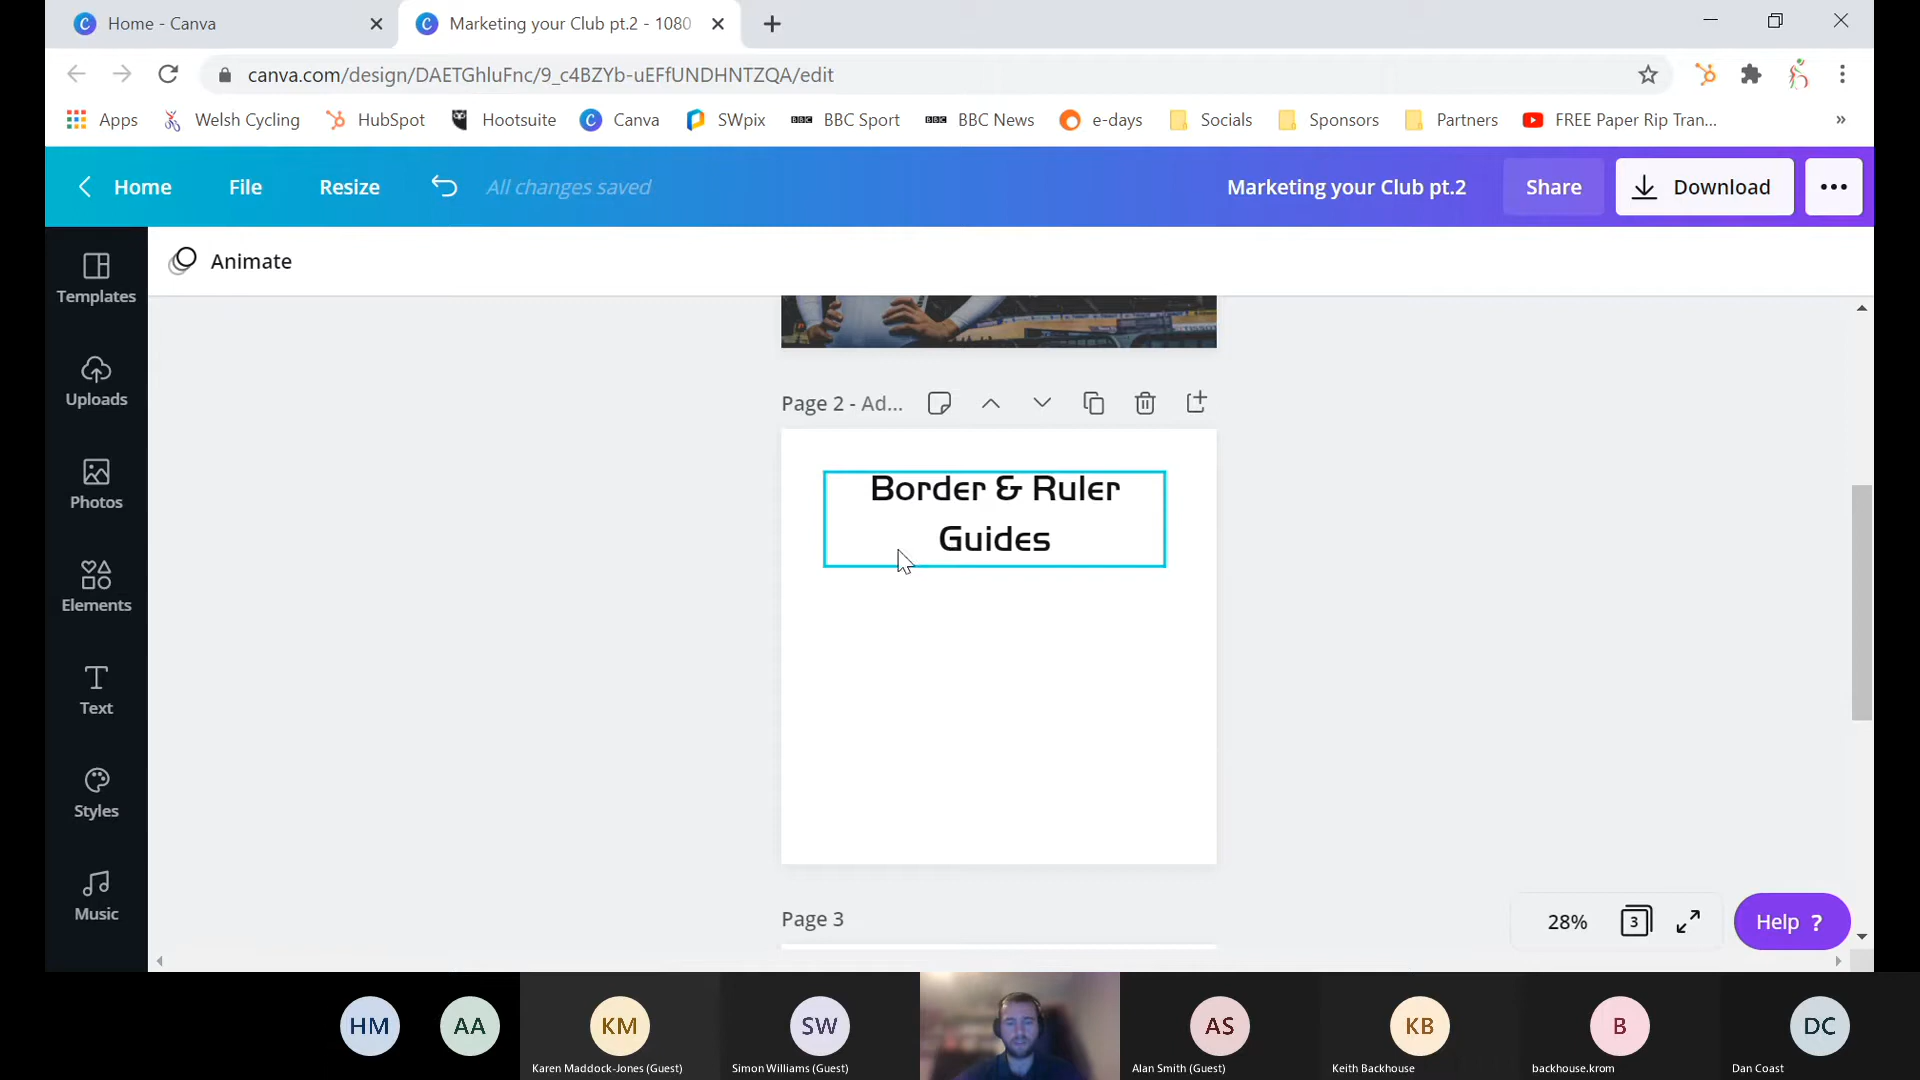 Home - Canva
Marketing your Club pt.2 - 1080
canva.com/design/DAETGhluFnc/9_c4BZYb-uEFfUNDHNTZQA/edit
Apps Welsh Cycling HubSpot Hootsuite Canva SWpix BBC BBC Sport BBC BBC News e-days Socials Sponsors Partners FREE Paper Rip Tran... »
Home File Resize All changes saved Marketing your Club pt.2 Share Download
Animate
Templates
Uploads
Photos
Elements
Text
Styles
Music
Page 2 - Ad...
Border & Ruler
Guides
Page 3
28% 3 Help ?
HM AA KM SW AS KB B DC
Karen Maddock-Jones (Guest) Simon Williams (Guest) Alan Smith (Guest) Keith Backhouse backhouse.krom Dan Coast